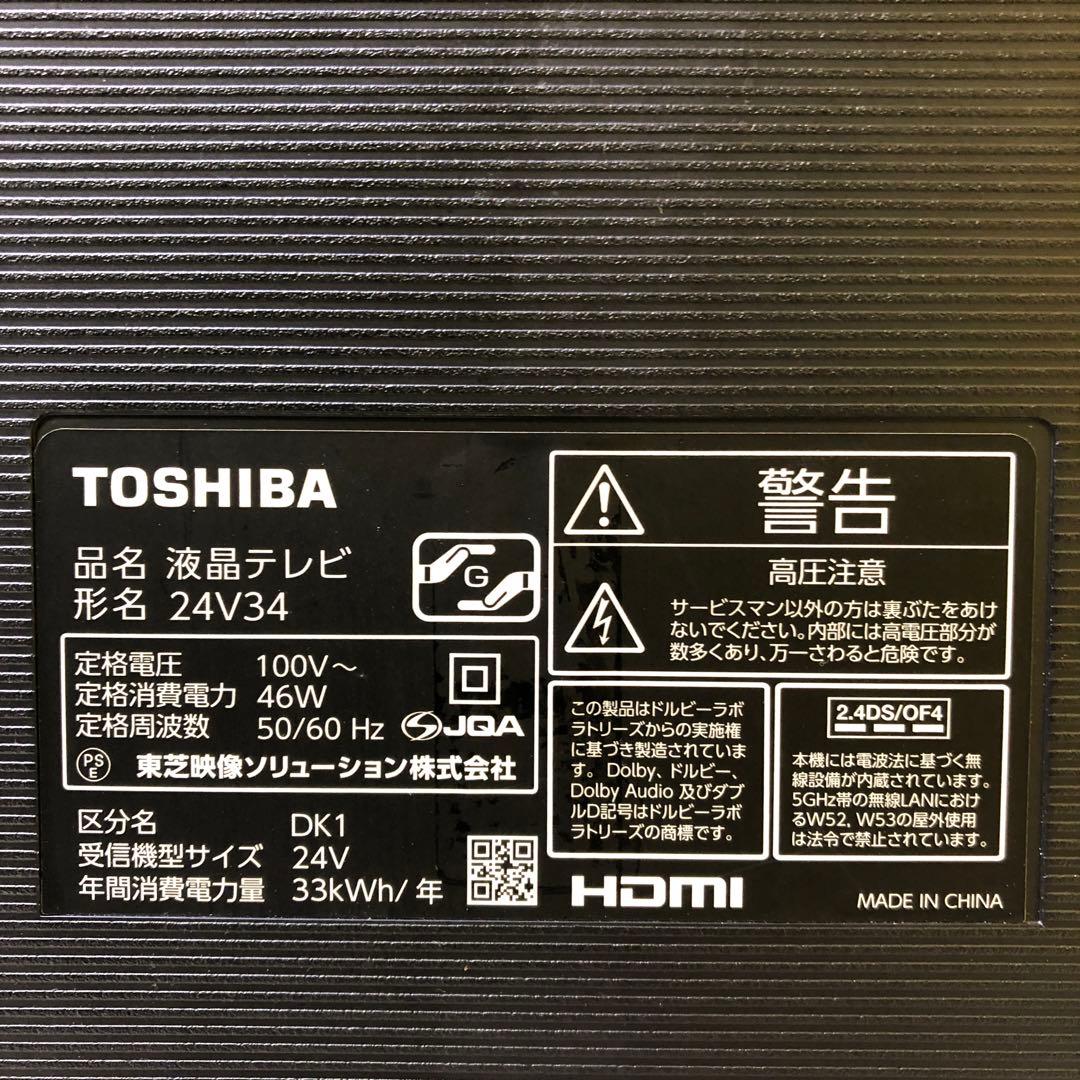 TOSHIBA
品名 液晶テレビ
形名 24V34
G
定格電圧 100V～
定格消費電力 46W
定格周波数 50/60 Hz
JQA
PS
E
東芝映像ソリューション株式会社
区分名 DK1
受信機型サイズ 24V
年間消費電力量 33kWh/年
警告
高圧注意
サービスマン以外の方は裏ぶたをあけ
ないでください。内部には高電圧部分が
数多くあり、万一さわると危険です。
この製品はドルビーラボ
ラトリーズからの実施権
に基づき製造されていま
す。Dolby、ドルビー、
Dolby Audio 及びダブ
ルD記号はドルビーラボ
ラトリーズの商標です。
2.4DS/OF4
本機には電波法に基づく無
線設備が内蔵されています。
5GHz帯の無線LANにおけ
るW52、W53の屋外使用
は法令で禁止されています。
HDMI
MADE IN CHINA